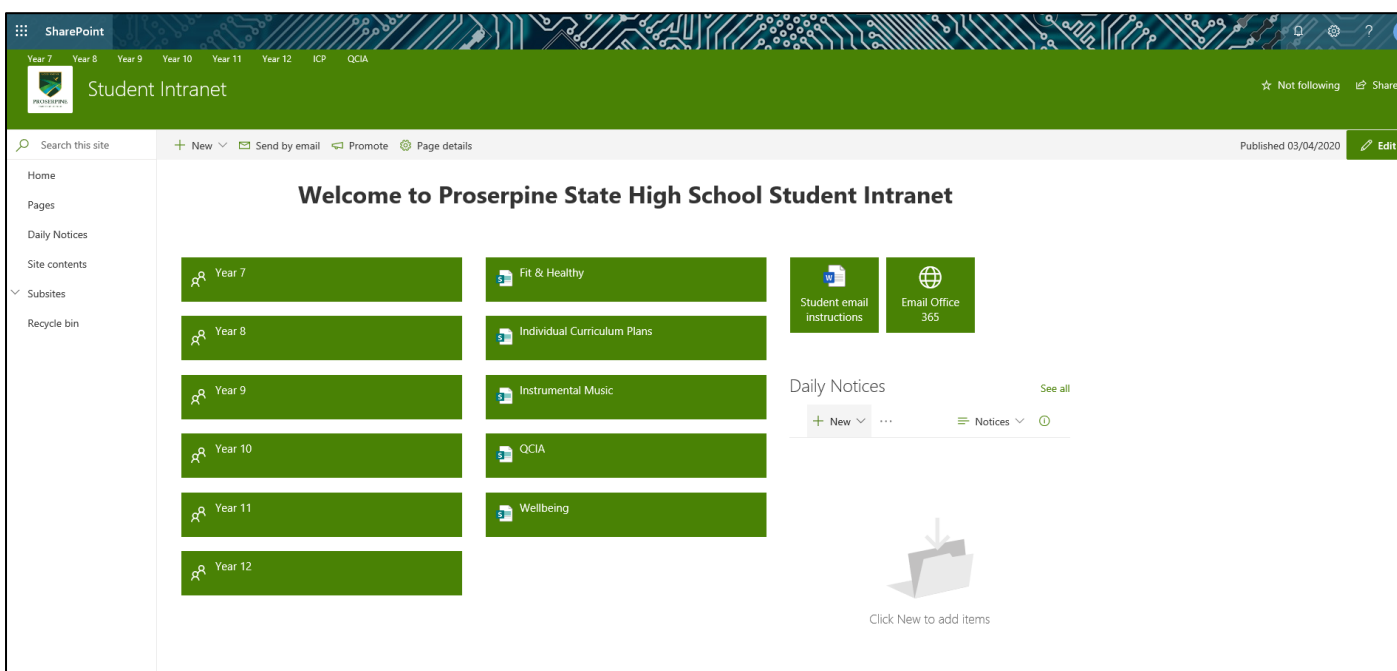 SharePoint
Year 7 Year 8 Year 9 Year 10 Year 11 Year 12 ICP QCIA
PROSERPINE
Student Intranet
Not following Share
Search this site
New Send by email Promote Page details
Published 03/04/2020 Edit
Home
Pages
Daily Notices
Site contents
Subsites
Recycle bin
Welcome to Proserpine State High School Student Intranet
Year 7
Year 8
Year 9
Year 10
Year 11
Year 12
Fit & Healthy
Individual Curriculum Plans
Instrumental Music
QCIA
Wellbeing
Student email
instructions
Email Office
365
Daily Notices See all
New ··· Notices
Click New to add items